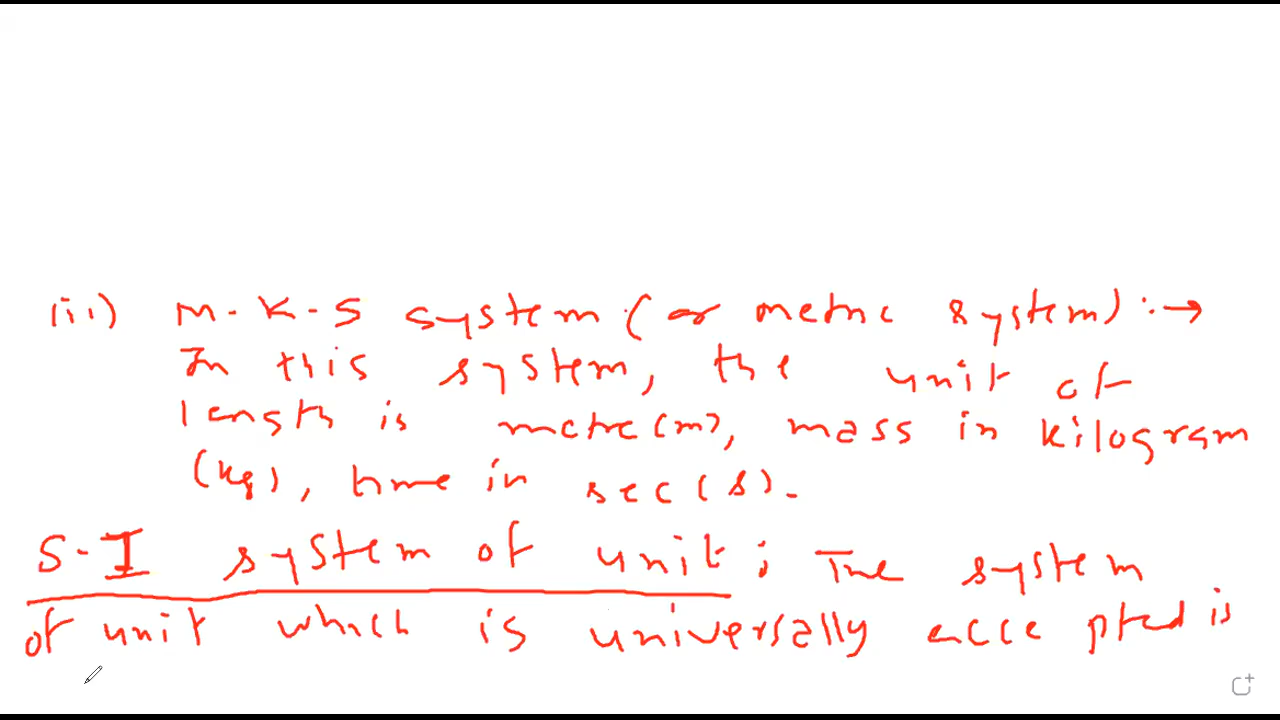 iii) M-K-S system (or metric system) :→
In this system, the unit of
length is metre(m), mass in kilogram
(kg), time in sec(s).
S-I system of unit; The system
of unit which is universally accepted is